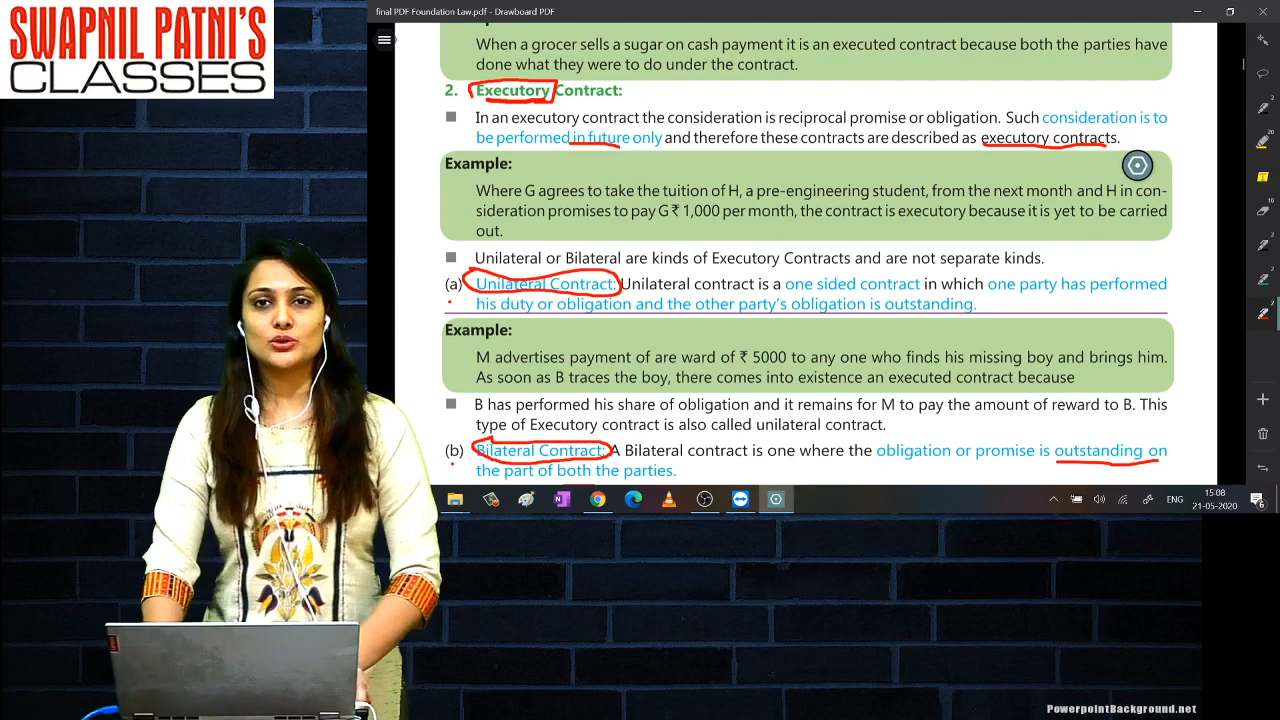 SWAPNIL PATNI'S
CLASSES
final PDF Foundation Law.pdf - Drawboard PDF
When a grocer sells a sugar on cash payment it is an executed contract because both the parties have
done what they were to do under the contract.
2. Executory Contract:
In an executory contract the consideration is reciprocal promise or obligation. Such consideration is to
be performed in future only and therefore these contracts are described as executory contracts.
Example:
Where G agrees to take the tuition of H, a pre-engineering student, from the next month and H in con-
sideration promises to pay G ₹ 1,000 per month, the contract is executory because it is yet to be carried
out.
Unilateral or Bilateral are kinds of Executory Contracts and are not separate kinds.
(a) Unilateral Contract: Unilateral contract is a one sided contract in which one party has performed
his duty or obligation and the other party's obligation is outstanding.
Example:
M advertises payment of are ward of ₹ 5000 to any one who finds his missing boy and brings him.
As soon as B traces the boy, there comes into existence an executed contract because
B has performed his share of obligation and it remains for M to pay the amount of reward to B. This
type of Executory contract is also called unilateral contract.
(b) Bilateral Contract: A Bilateral contract is one where the obligation or promise is outstanding on
the part of both the parties.
ENG
15:08
21-05-2020
PowerpointBackground.net